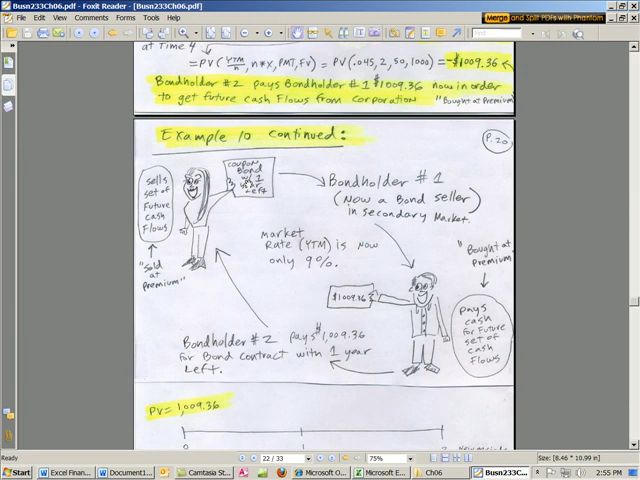 Busn233Ch06.pdf - Foxit Reader - [Busn233Ch06.pdf]
File Edit View Comments Forms Tools Help
Merge and Split PDFs with Phantom
at Time 4
=PV(YTM/n, n*X, PMT, FV) = PV(.045, 2, 50, 1000) = -$1009.36
Bondholder #2 pays Bondholder #1 $1009.36 now in order
to get future cash Flows from corporation "Bought at Premium"
Example 10 continued:
P.20
sells
set of
Future
cash
Flows
"Sold
at
Premium"
Coupon
Bond
w/ 1
year
Left
Bondholder #1
(Now a Bond seller)
in secondary Market.
market
Rate (YTM) is now
only 9%.
"Bought at
Premium"
$1009.36
pays
cash
for Future
set of
cash
Flows
Bondholder #2 pays $1,009.36
for Bond contract with 1 year
Left.
PV= 1,009.36
0
1
2
Ready
22 / 33
75%
Size: [8.46 * 10.99 in]
Start
Excel Finan...
Document1...
Camtasia St...
Microsoft O...
Microsoft E...
Ch06
Busn233C...
2:55 PM